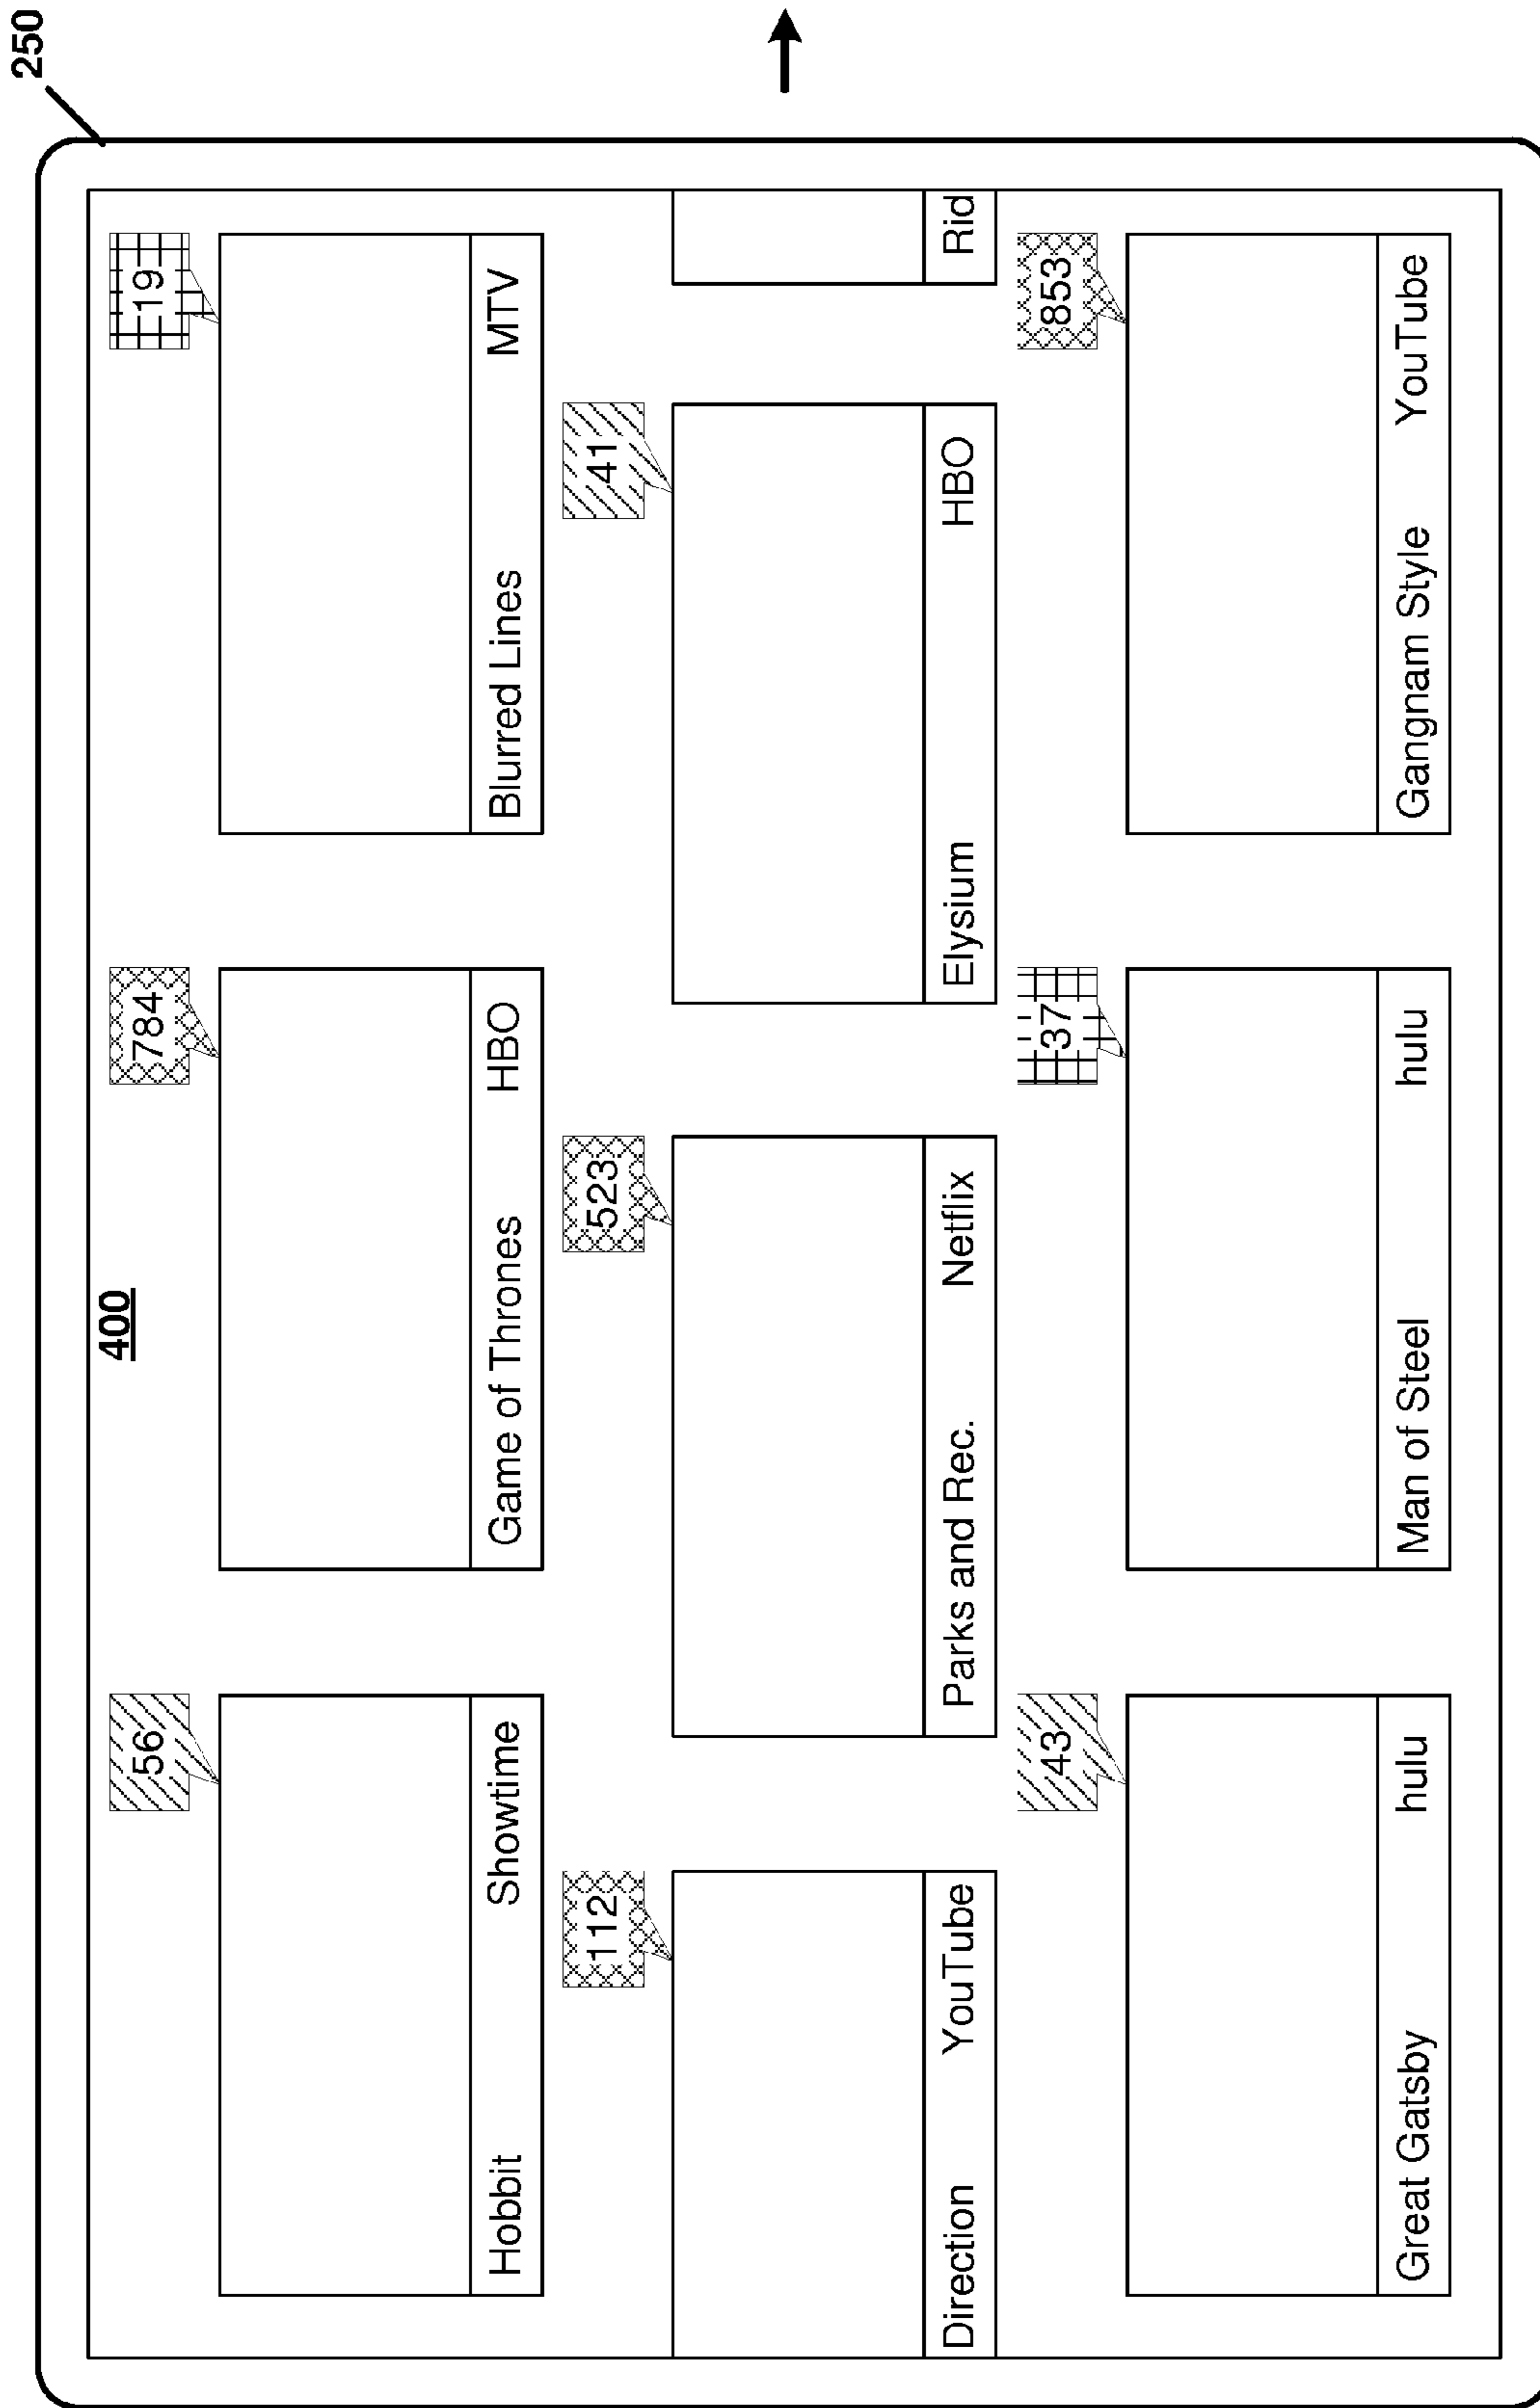 250
400
56
784
19
Hobbit Showtime
Game of Thrones HBO
Blurred Lines MTV
112
523
41
Direction YouTube
Parks and Rec. Netflix
Elysium HBO
Rid
43
37
853
Great Gatsby hulu
Man of Steel hulu
Gangnam Style YouTube